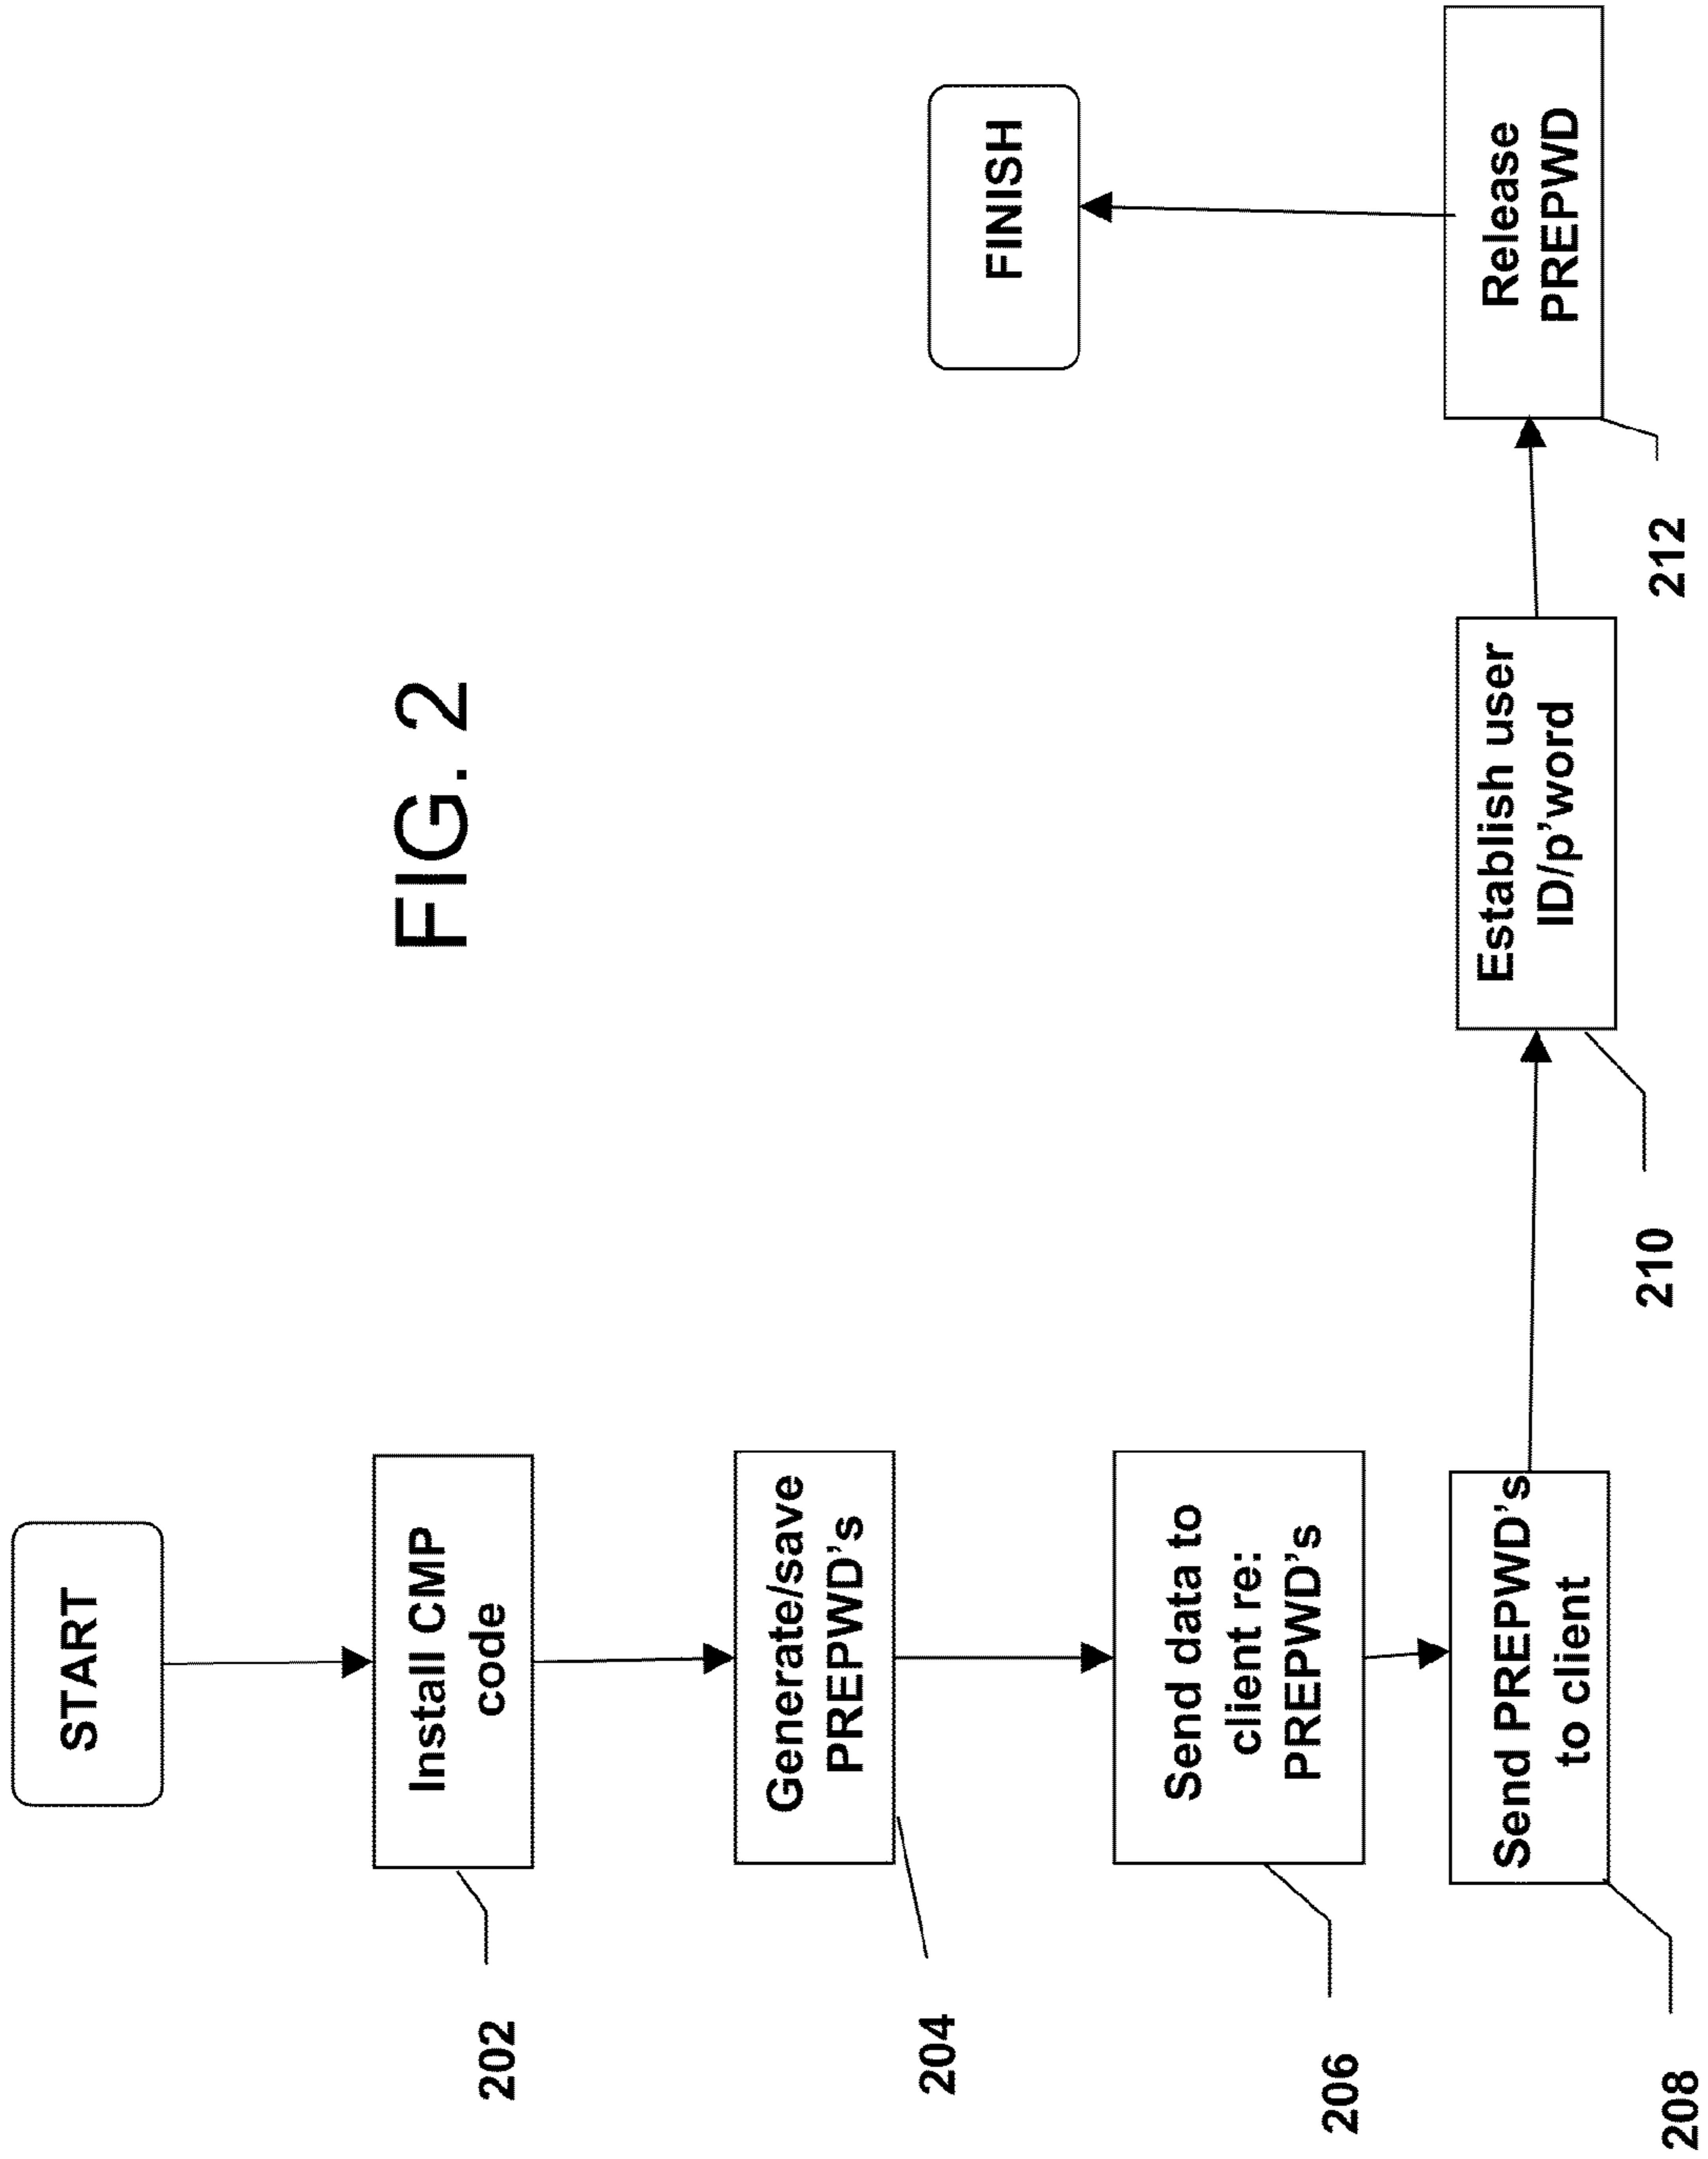 FIG. 2
START
Install CMP
code
202
Generate/save
PREPWD's
204
Send data to
client re:
PREPWD's
206
Send PREPWD's
to client
208
Establish user
ID/p'word
210
Release
PREPWD
212
FINISH